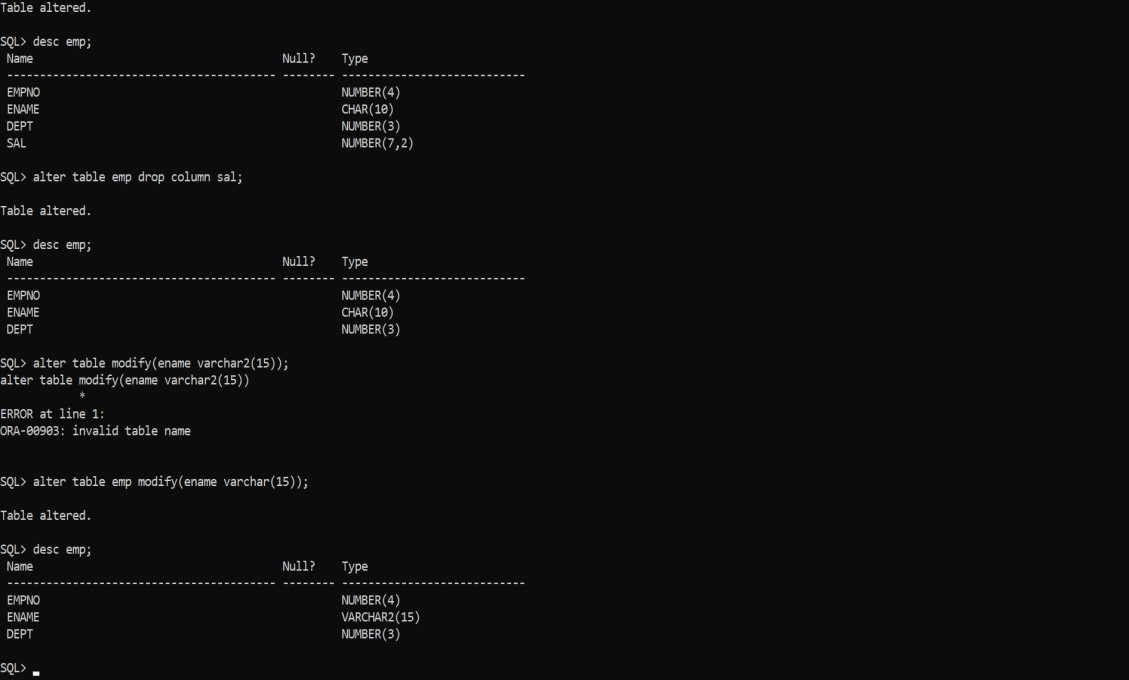 Table altered.
SQL> desc emp;
Name Null? Type
----------------------------------------- -------- ----------------------------
EMPNO NUMBER(4)
ENAME CHAR(10)
DEPT NUMBER(3)
SAL NUMBER(7,2)
SQL> alter table emp drop column sal;
Table altered.
SQL> desc emp;
Name Null? Type
----------------------------------------- -------- ----------------------------
EMPNO NUMBER(4)
ENAME CHAR(10)
DEPT NUMBER(3)
SQL> alter table modify(ename varchar2(15));
alter table modify(ename varchar2(15))
*
ERROR at line 1:
ORA-00903: invalid table name
SQL> alter table emp modify(ename varchar(15));
Table altered.
SQL> desc emp;
Name Null? Type
----------------------------------------- -------- ----------------------------
EMPNO NUMBER(4)
ENAME VARCHAR2(15)
DEPT NUMBER(3)
SQL>